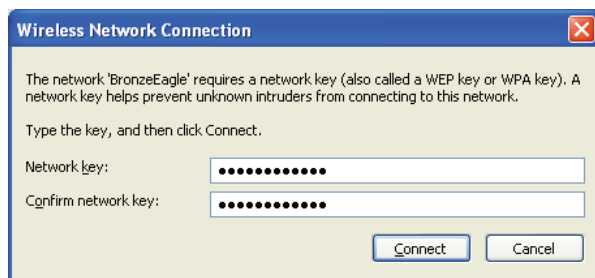 Wireless Network Connection
The network 'BronzeEagle' requires a network key (also called a WEP key or WPA key). A
network key helps prevent unknown intruders from connecting to this network.
Type the key, and then click Connect.
Network key: ●●●●●●●●●●●●
Confirm network key: ●●●●●●●●●●●●
Connect Cancel